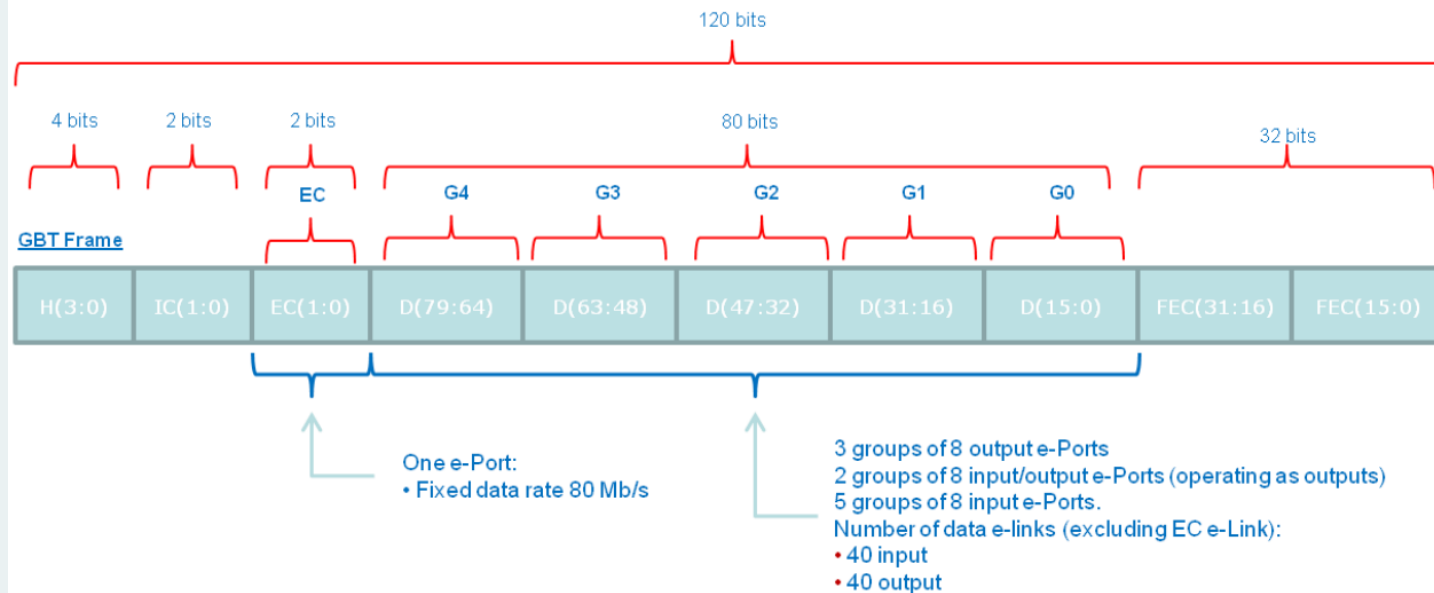 120 bits
4 bits 2 bits 2 bits 80 bits 32 bits
EC G4 G3 G2 G1 G0
GBT Frame
H(3:0) IC(1:0) EC(1:0) D(79:64) D(63:48) D(47:32) D(31:16) D(15:0) FEC(31:16) FEC(15:0)
One e-Port:
• Fixed data rate 80 Mb/s
3 groups of 8 output e-Ports
2 groups of 8 input/output e-Ports (operating as outputs)
5 groups of 8 input e-Ports.
Number of data e-links (excluding EC e-Link):
• 40 input
• 40 output